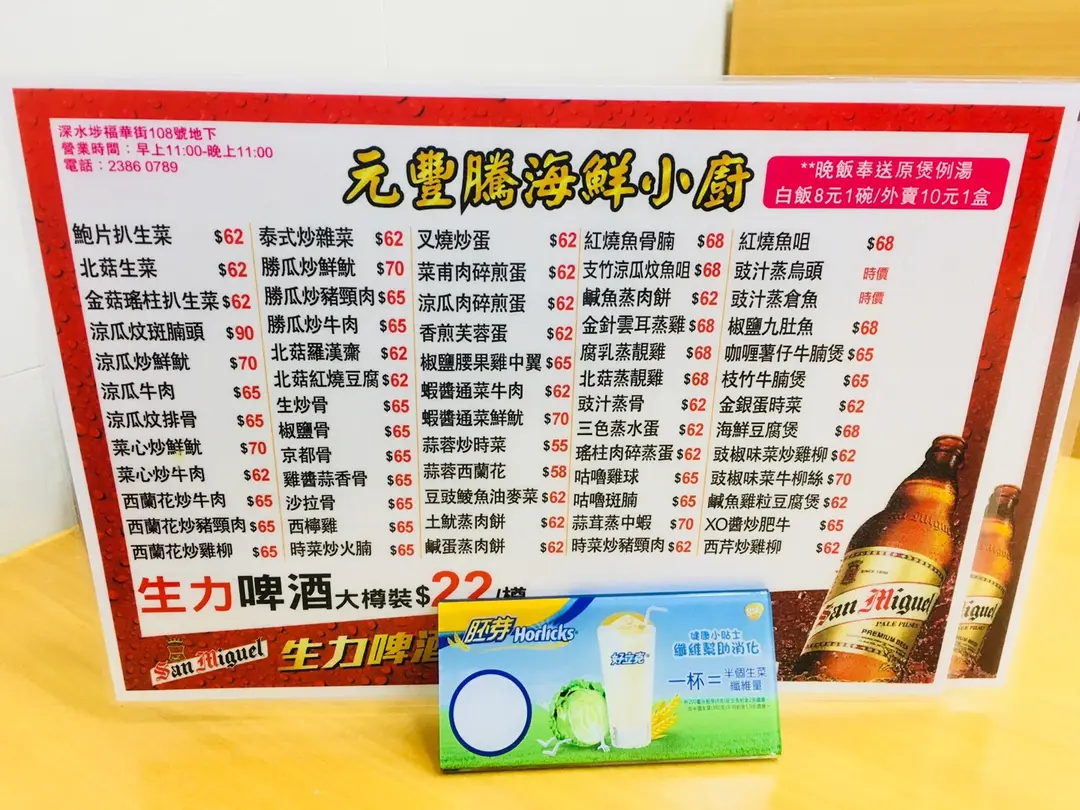 深水埗福華街108號地下
營業時間：早上11:00-晚上11:00
電話：2386 0789
元豐騰海鮮小廚
**晚飯奉送原煲例湯
白飯8元1碗/外賣10元1盒
鮑片扒生菜 $62
北菇生菜 $62
金菇瑤柱扒生菜 $62
涼瓜炆斑腩頭 $90
涼瓜炒鮮魷 $70
涼瓜牛肉 $65
涼瓜炆排骨 $65
菜心炒鮮魷 $70
菜心炒牛肉 $62
西蘭花炒牛肉 $65
西蘭花炒豬頸肉 $65
西蘭花炒雞柳 $65
泰式炒雜菜 $62
勝瓜炒鮮魷 $70
勝瓜炒豬頸肉 $65
勝瓜炒牛肉 $65
北菇羅漢齋 $62
北菇紅燒豆腐 $62
生炒骨 $65
椒鹽骨 $65
京都骨 $65
雞醬蒜香骨 $65
沙拉骨 $65
西檸雞 $65
時菜炒火腩 $65
叉燒炒蛋 $62
菜甫肉碎煎蛋 $62
涼瓜肉碎煎蛋 $62
香煎芙蓉蛋 $62
椒鹽腰果雞中翼 $65
蝦醬通菜牛肉 $62
蝦醬通菜鮮魷 $70
蒜蓉炒時菜 $55
蒜蓉西蘭花 $58
豆豉鯪魚油麥菜 $62
土魷蒸肉餅 $62
鹹蛋蒸肉餅 $62
紅燒魚骨腩 $68
支竹涼瓜炆魚咀 $68
鹹魚蒸肉餅 $62
金針雲耳蒸雞 $68
腐乳蒸靚雞 $68
北菇蒸靚雞 $68
豉汁蒸骨 $62
三色蒸水蛋 $62
瑤柱肉碎蒸蛋 $62
咕嚕雞球 $65
咕嚕斑腩 $65
蒜茸蒸中蝦 $70
時菜炒豬頸肉 $62
紅燒魚咀 $68
豉汁蒸烏頭 時價
豉汁蒸倉魚 時價
椒鹽九肚魚 $68
咖喱薯仔牛腩煲 $65
枝竹牛腩煲 $65
金銀蛋時菜 $62
海鮮豆腐煲 $68
豉椒味菜炒雞柳 $62
豉椒味菜牛柳絲 $70
鹹魚雞粒豆腐煲 $62
XO醬炒肥牛 $65
西芹炒雞柳 $62
生力啤酒大樽裝$22/樽
San Miguel 生力啤酒
San Miguel
PALE PILSEN
PREMIUM BEER
iguel
胚芽 Horlicks
好立克
健康小貼士
纖維幫助消化
一杯=半個生菜
纖維量